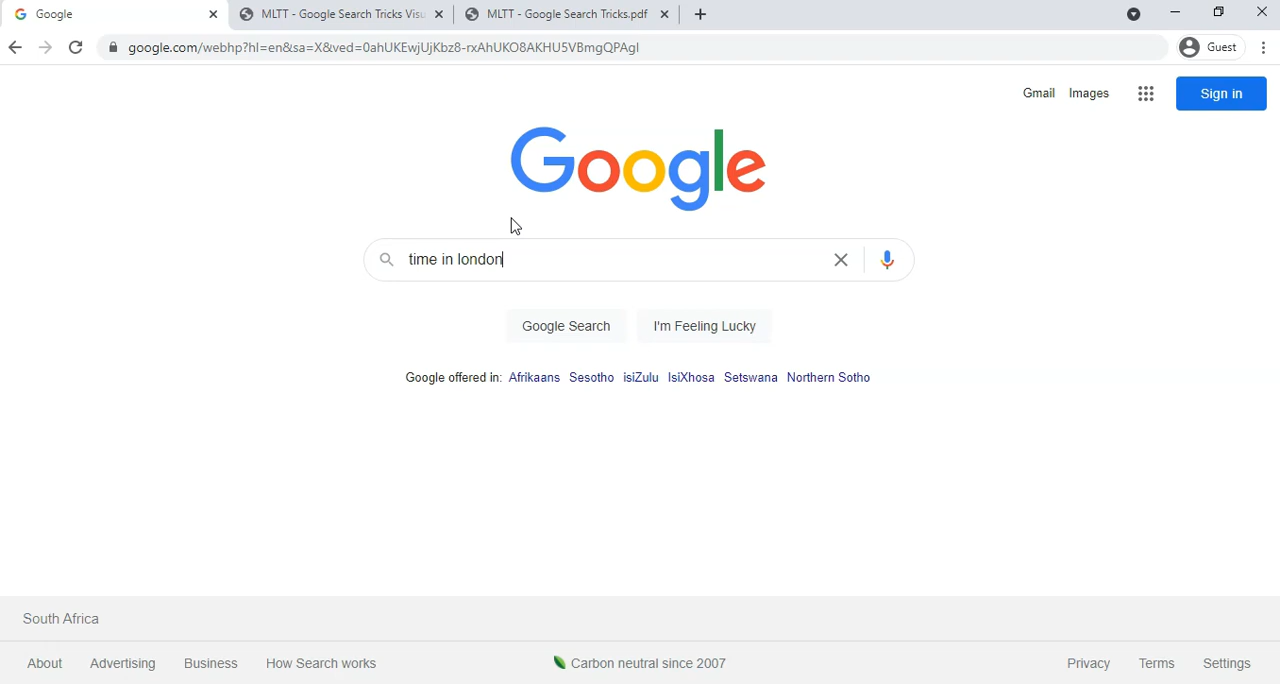 Google
MLTT - Google Search Tricks Visu
MLTT - Google Search Tricks.pdf
google.com/webhp?hl=en&sa=X&ved=0ahUKEwjUjKbz8-rxAhUKO8AKHU5VBmgQPAgI
Guest
Gmail Images Sign in
Google
time in london
Google Search I'm Feeling Lucky
Google offered in: Afrikaans Sesotho isiZulu IsiXhosa Setswana Northern Sotho
South Africa
About Advertising Business How Search works Carbon neutral since 2007 Privacy Terms Settings